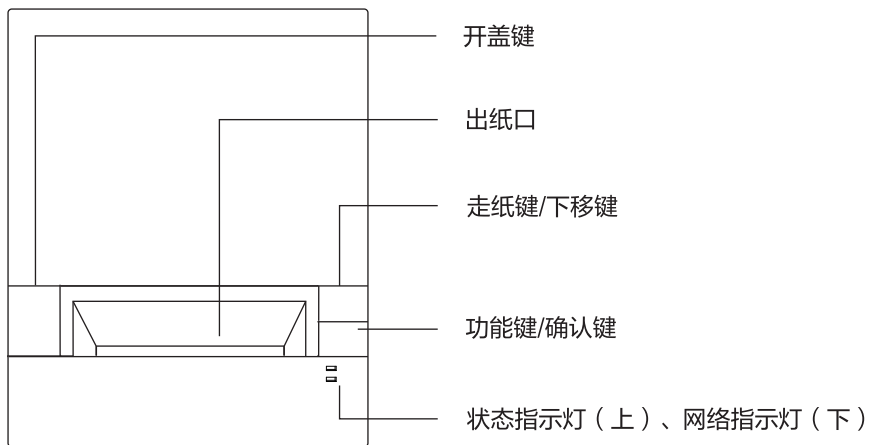 开盖键
出纸口
走纸键/下移键
功能键/确认键
状态指示灯（上）、网络指示灯（下）